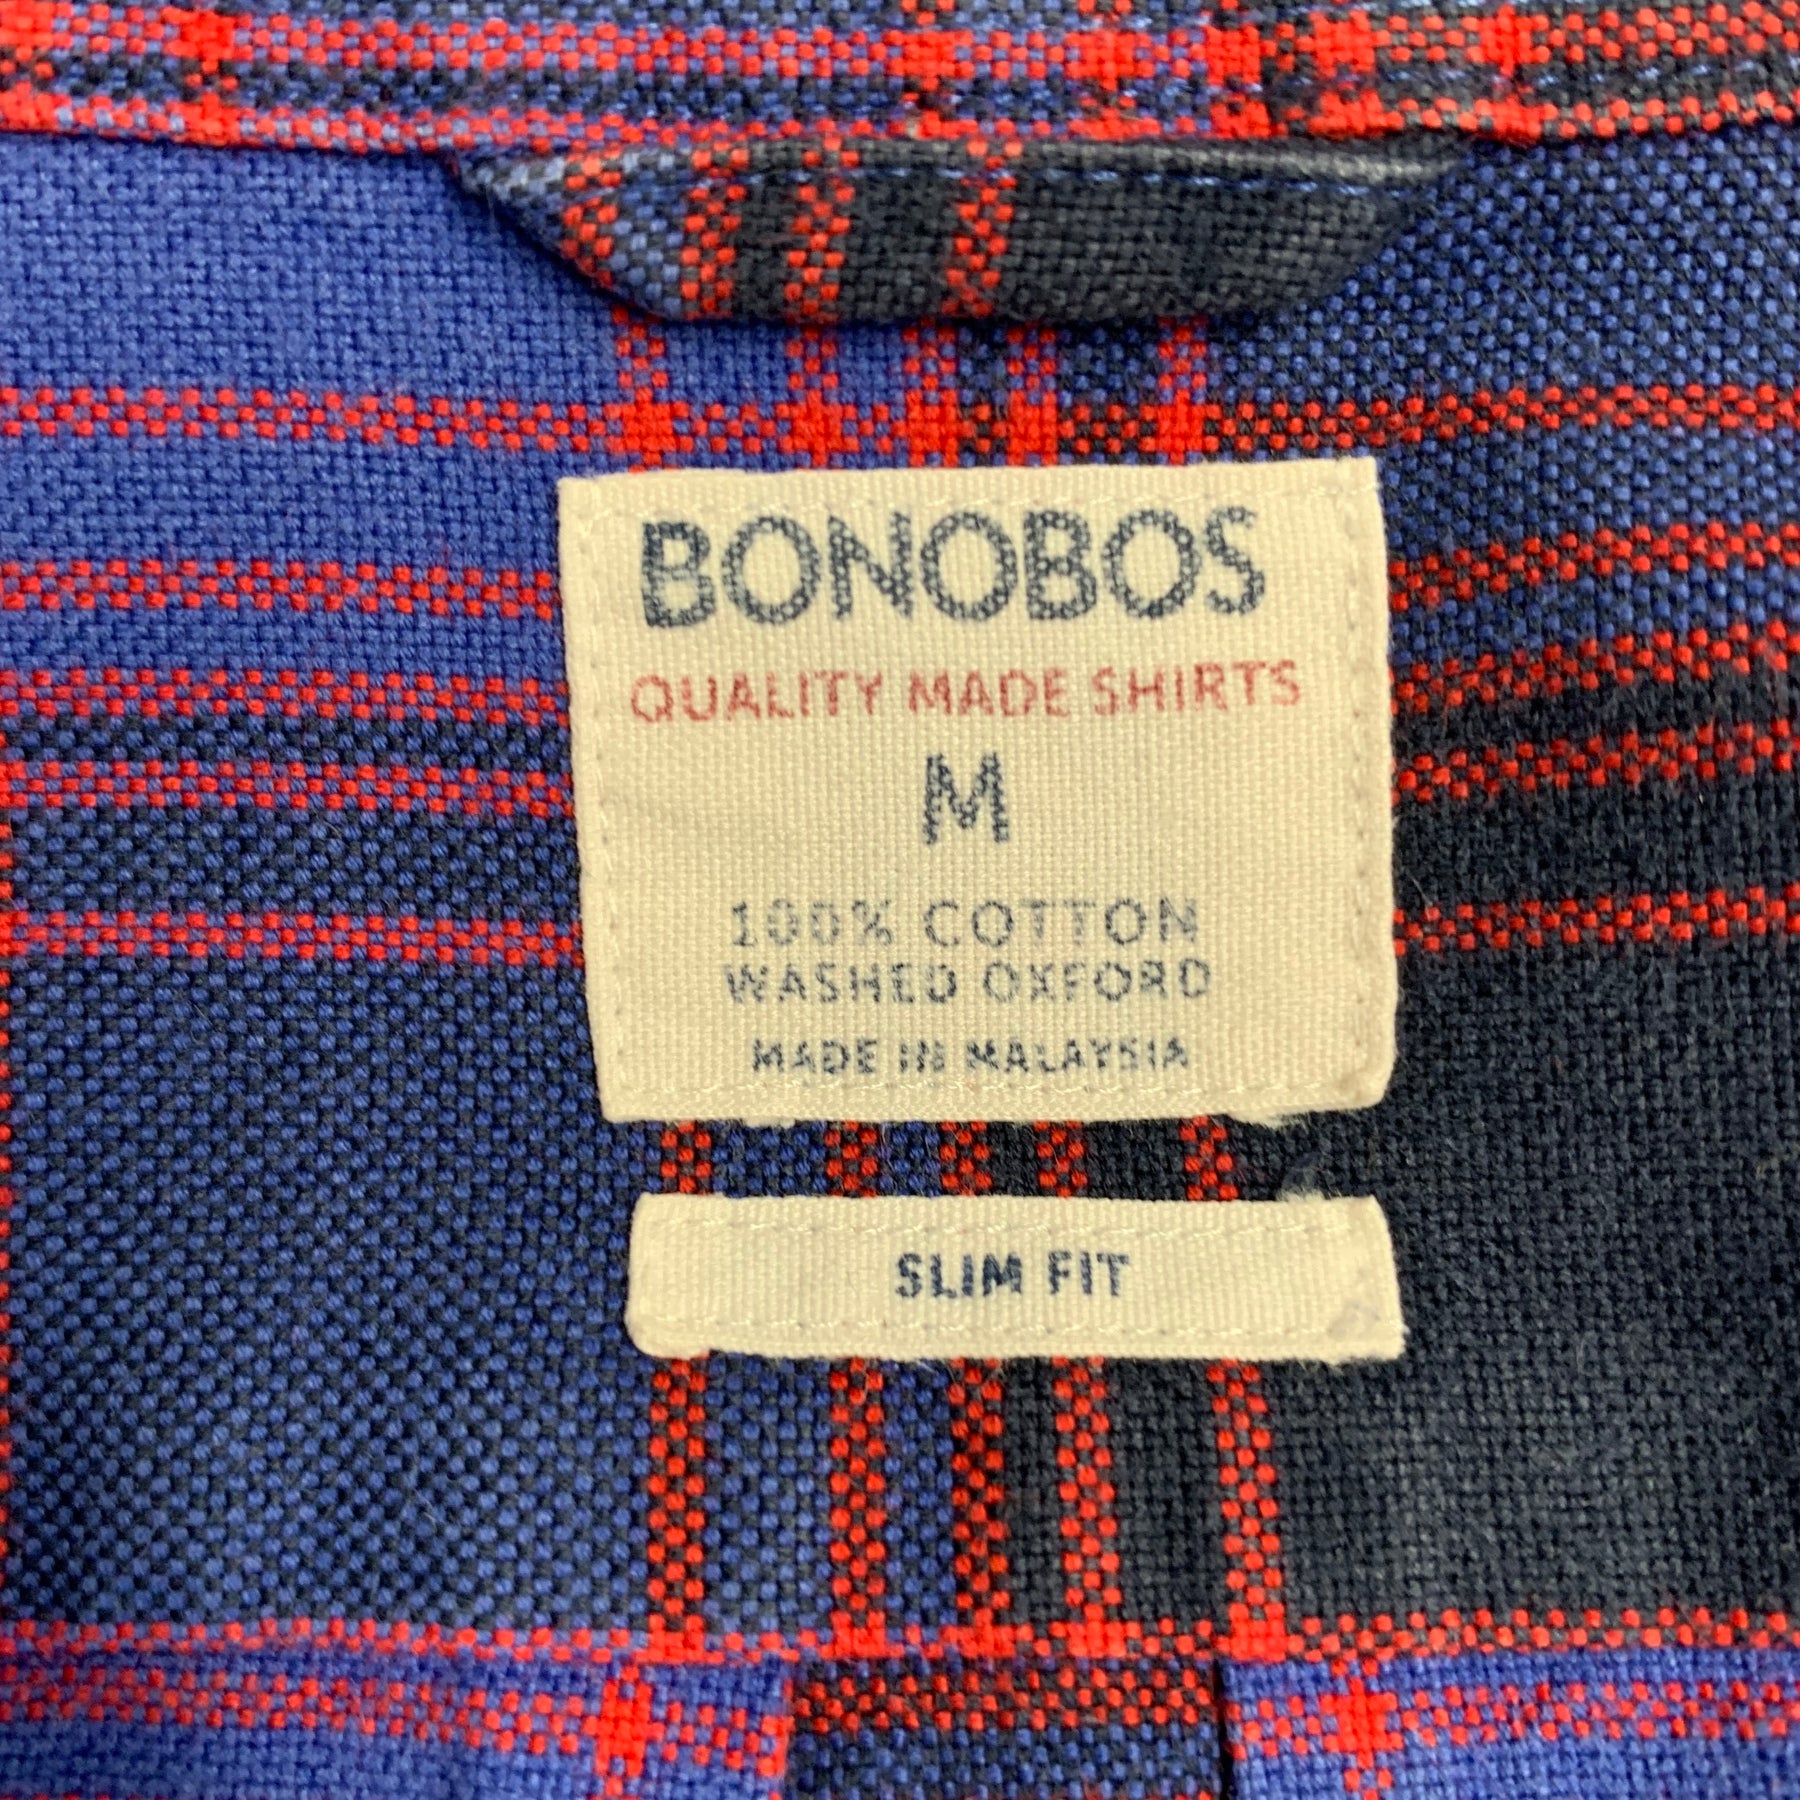 BONOBOS
QUALITY MADE SHIRTS
M
100% COTTON
WASHED OXFORD
MADE IN MALAYSIA
SLIM FIT